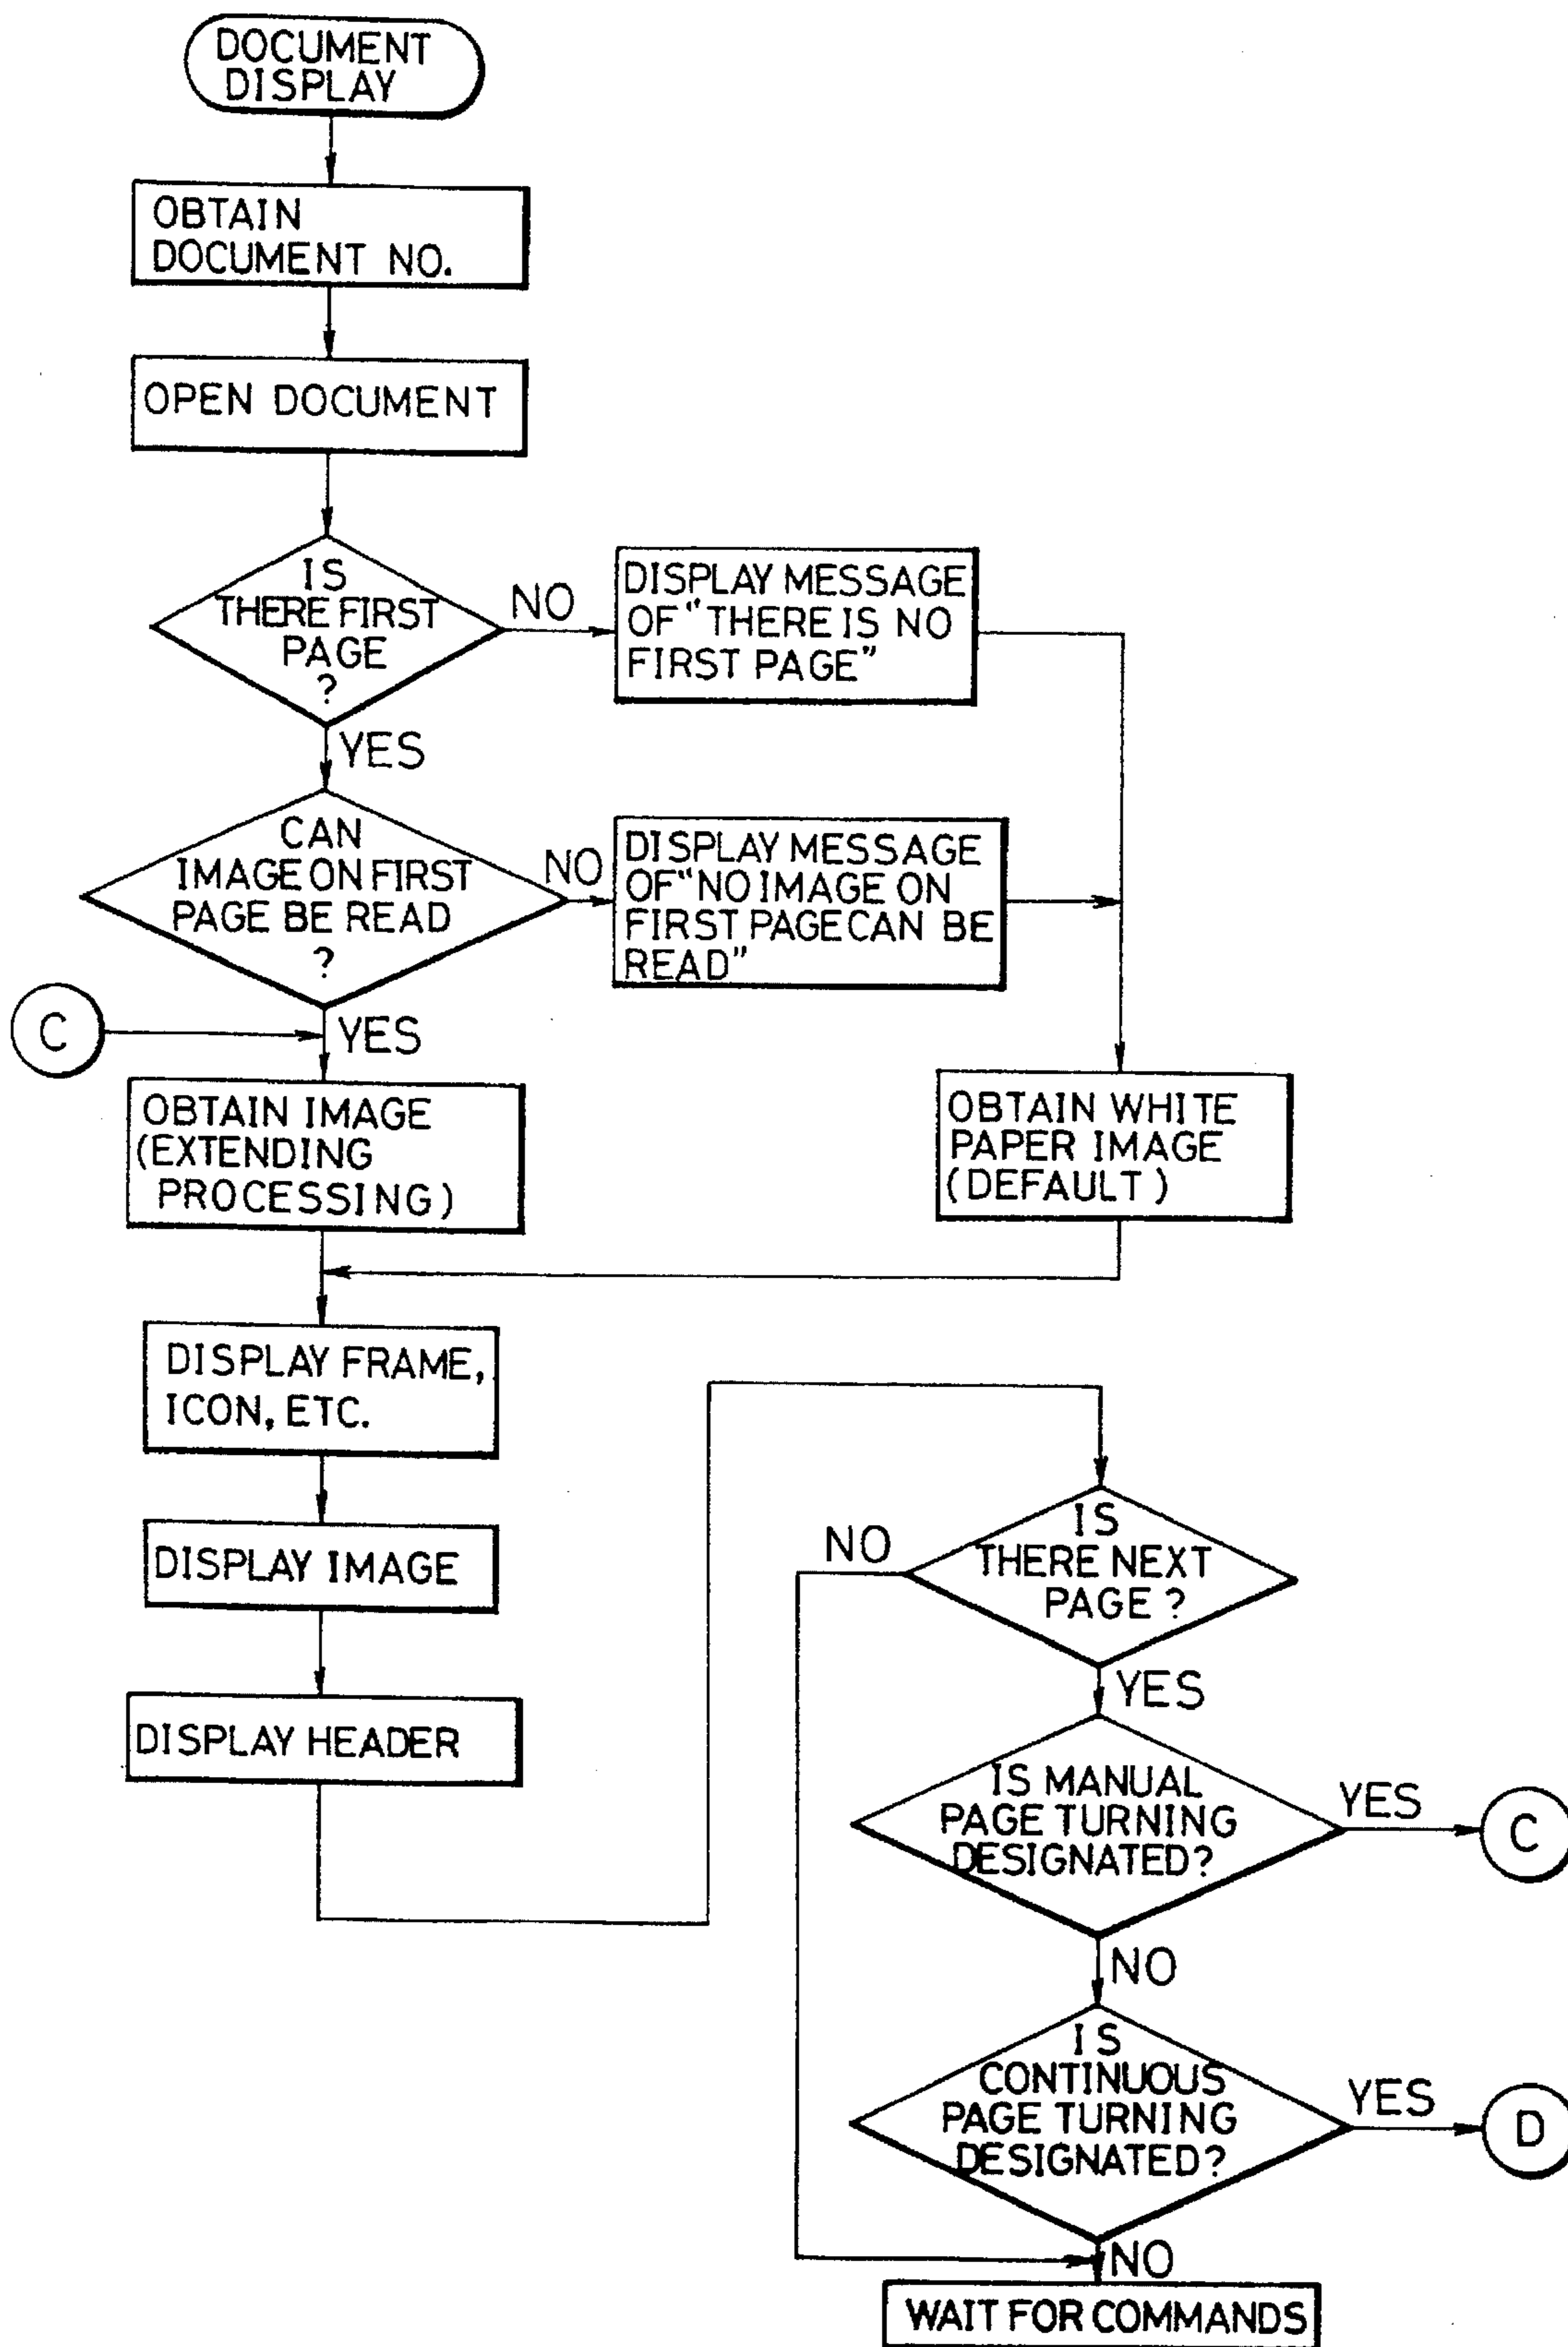 DOCUMENT
DISPLAY
OBTAIN
DOCUMENT NO.
OPEN DOCUMENT
IS
THERE FIRST
PAGE
?
NO
DISPLAY MESSAGE
OF "THERE IS NO
FIRST PAGE"
YES
CAN
IMAGE ON FIRST
PAGE BE READ
?
NO
DISPLAY MESSAGE
OF "NO IMAGE ON
FIRST PAGE CAN BE
READ"
C
YES
OBTAIN IMAGE
(EXTENDING
PROCESSING)
OBTAIN WHITE
PAPER IMAGE
(DEFAULT)
DISPLAY FRAME,
ICON, ETC.
DISPLAY IMAGE
DISPLAY HEADER
IS
THERE NEXT
PAGE ?
NO
YES
IS MANUAL
PAGE TURNING
DESIGNATED?
YES
C
NO
IS
CONTINUOUS
PAGE TURNING
DESIGNATED?
YES
D
NO
WAIT FOR COMMANDS